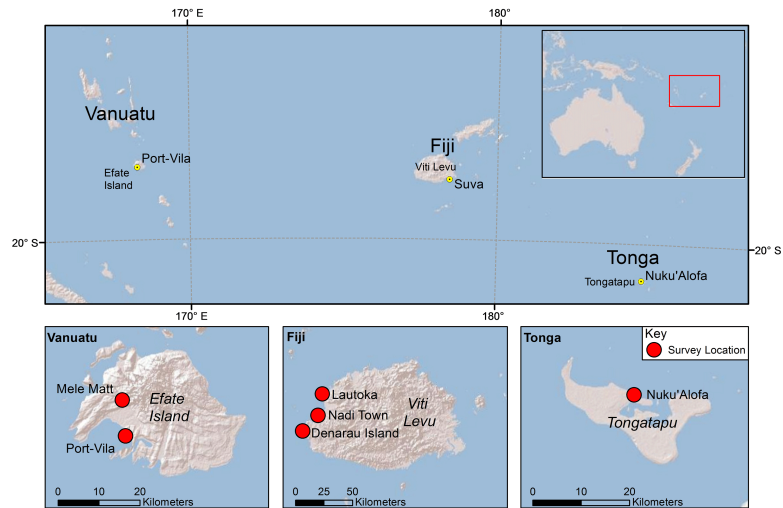 170° E
180°
Vanuatu
Port-Vila
Efate
Island
Fiji
Viti Levu
Suva
20° S
20° S
Tonga
Tongatapu
Nuku'Alofa
170° E
180°
Vanuatu
Mele Matt
Efate
Island
Port-Vila
0
10
20
Kilometers
Fiji
Lautoka
Nadi Town
Denarau Island
Viti
Levu
0
25
50
Kilometers
Tonga
Key
Survey Location
Nuku'Alofa
Tongatapu
0
10
20
Kilometers